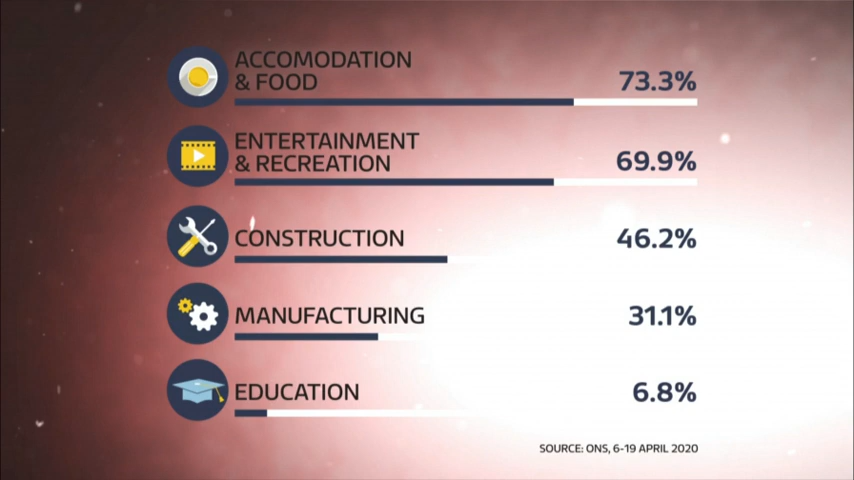 ACCOMODATION
& FOOD
73.3%
ENTERTAINMENT
& RECREATION
69.9%
CONSTRUCTION
46.2%
MANUFACTURING
31.1%
EDUCATION
6.8%
SOURCE: ONS, 6-19 APRIL 2020